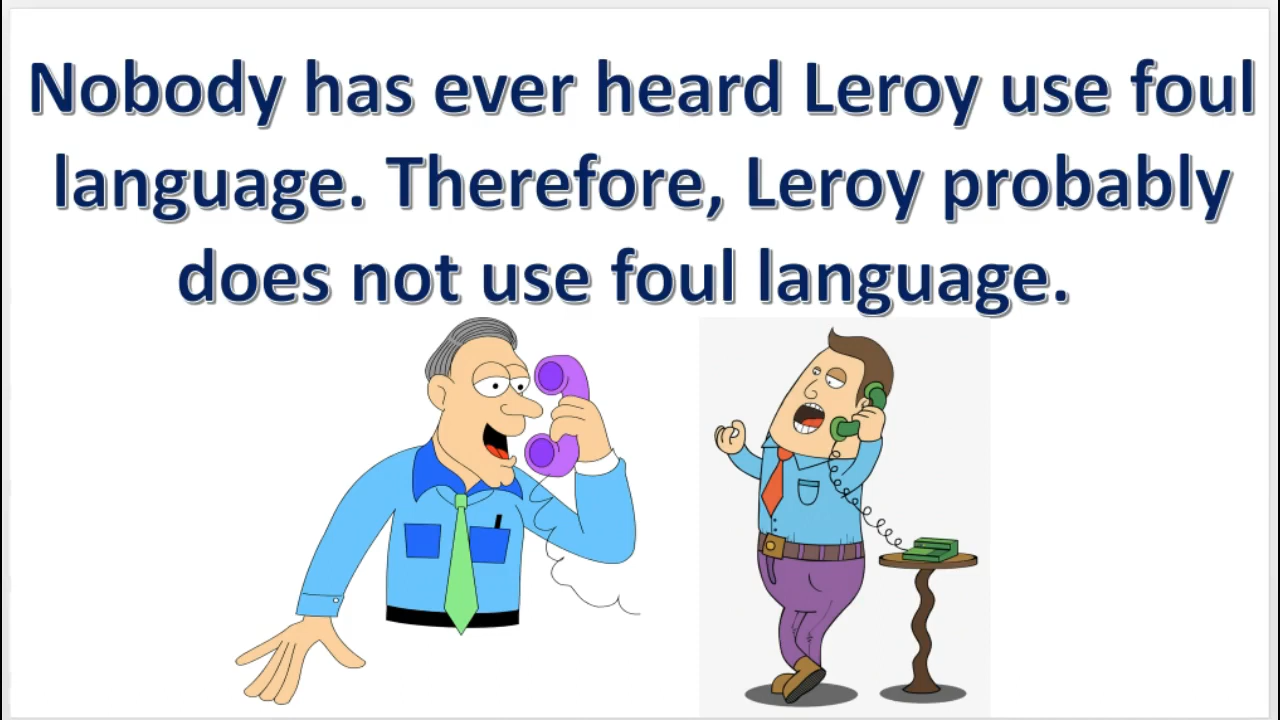 Nobody has ever heard Leroy use foul
language. Therefore, Leroy probably
does not use foul language.